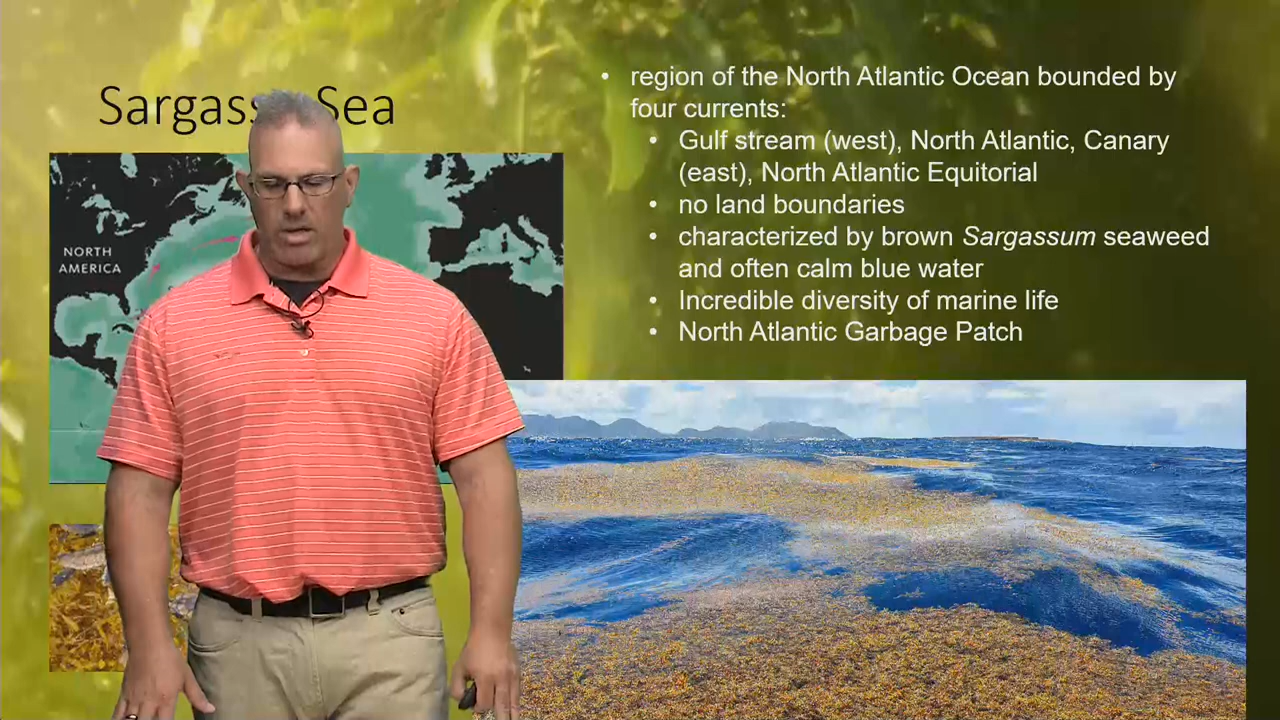 Sargass Sea
region of the North Atlantic Ocean bounded by
four currents:
Gulf stream (west), North Atlantic, Canary
(east), North Atlantic Equitorial
no land boundaries
characterized by brown Sargassum seaweed
and often calm blue water
Incredible diversity of marine life
North Atlantic Garbage Patch
NORTH
AMERICA